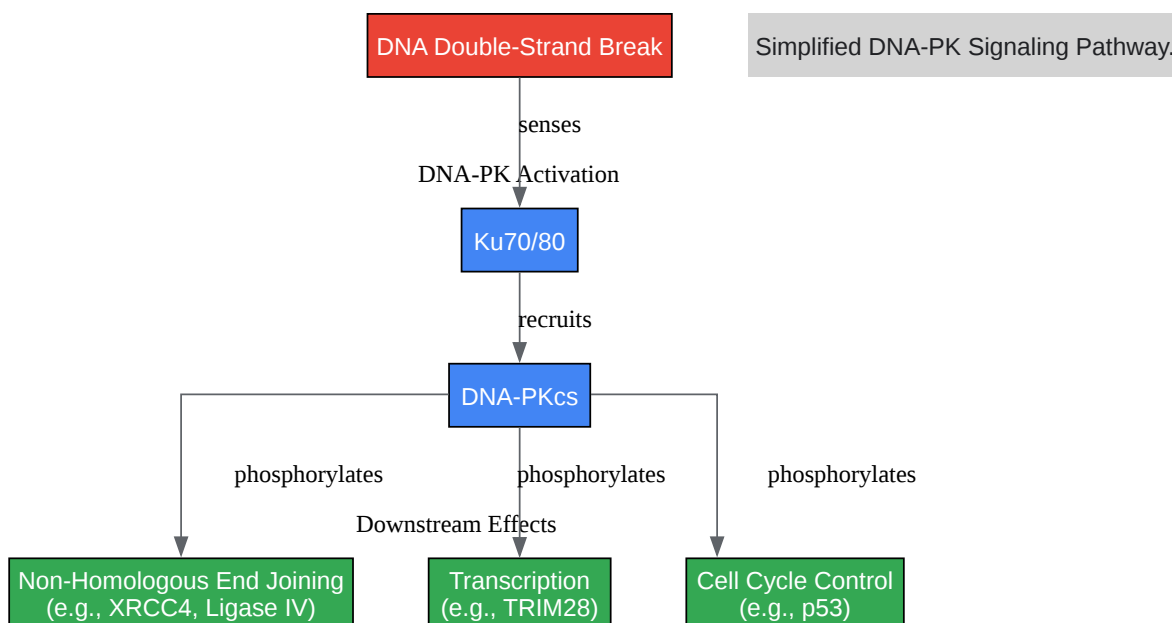 DNA Double-Strand Break
Simplified DNA-PK Signaling Pathway.
senses
DNA-PK Activation
Ku70/80
recruits
DNA-PKcs
phosphorylates
phosphorylates
phosphorylates
Downstream Effects
Non-Homologous End Joining
(e.g., XRCC4, Ligase IV)
Transcription
(e.g., TRIM28)
Cell Cycle Control
(e.g., p53)